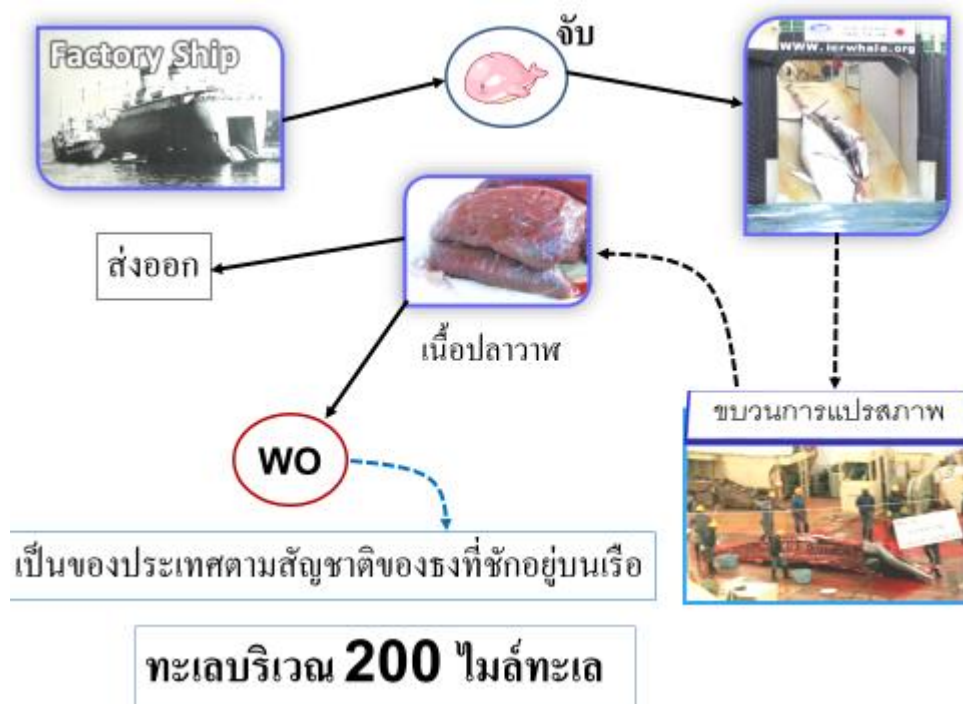 Factory Ship
จับ
www.icrwhale.org
ส่งออก
เนื้อปลาวาฬ
ขบวนการแปรสภาพ
WO
เป็นของประเทศตามสัญชาติของธงที่ชักอยู่บนเรือ
ทะเลบริเวณ 200 ไมล์ทะเล